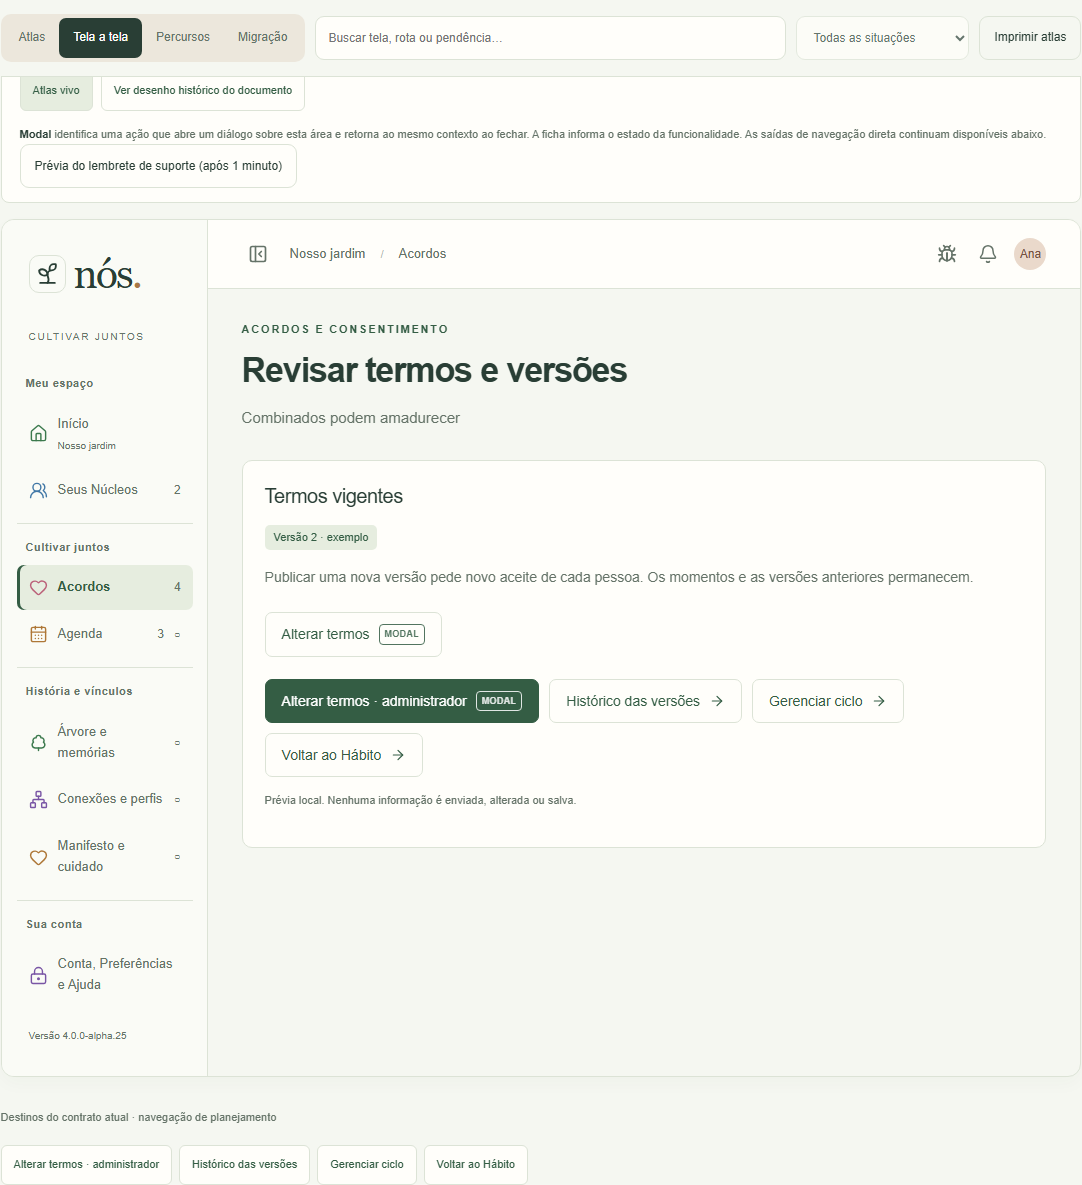 Atlas
Tela a tela
Percursos
Migração
Buscar tela, rota ou pendência...
Todas as situações
Imprimir atlas
Atlas vivo
Ver desenho histórico do documento
Modal identifica uma ação que abre um diálogo sobre esta área e retorna ao mesmo contexto ao fechar. A ficha informa o estado da funcionalidade. As saídas de navegação direta continuam disponíveis abaixo.
Prévia do lembrete de suporte (após 1 minuto)
nós.
CULTIVAR JUNTOS
Meu espaço
Início
Nosso jardim
Seus Núcleos 2
Cultivar juntos
Acordos 4
Agenda 3
História e vínculos
Árvore e
memórias
Conexões e perfis
Manifesto e
cuidado
Sua conta
Conta, Preferências
e Ajuda
Versão 4.0.0-alpha.25
Nosso jardim / Acordos
Ana
ACORDOS E CONSENTIMENTO
Revisar termos e versões
Combinados podem amadurecer
Termos vigentes
Versão 2 · exemplo
Publicar uma nova versão pede novo aceite de cada pessoa. Os momentos e as versões anteriores permanecem.
Alterar termos MODAL
Alterar termos · administrador MODAL
Histórico das versões →
Gerenciar ciclo →
Voltar ao Hábito →
Prévia local. Nenhuma informação é enviada, alterada ou salva.
Destinos do contrato atual · navegação de planejamento
Alterar termos · administrador
Histórico das versões
Gerenciar ciclo
Voltar ao Hábito